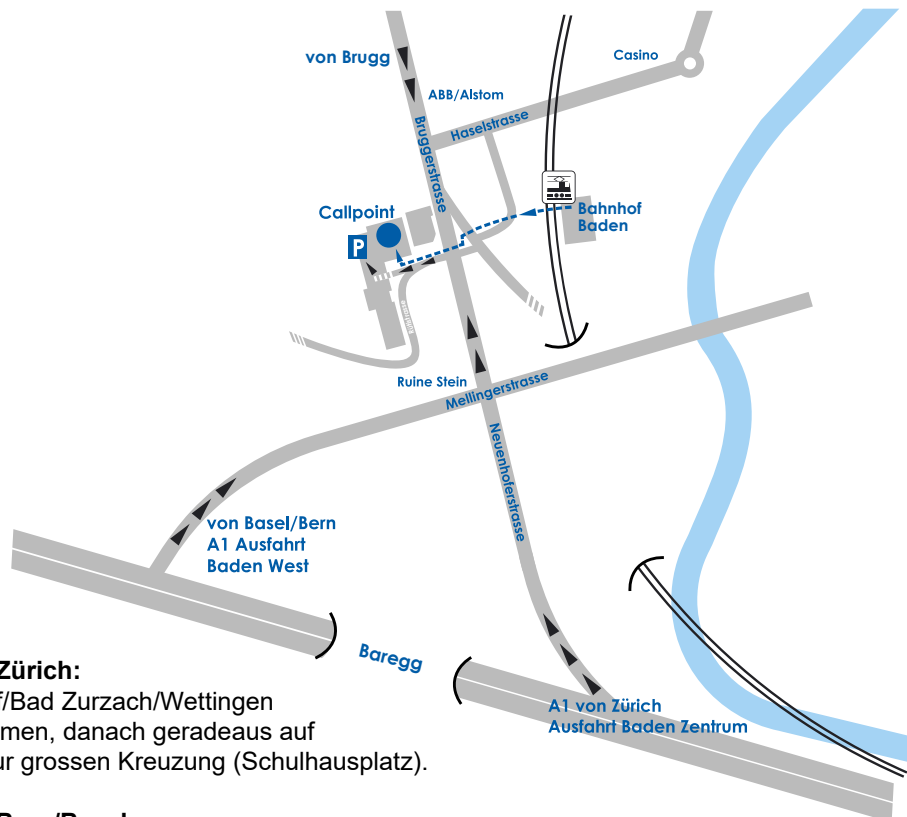 von Brugg
Casino
ABB/Alstom
Haselstrasse
Bruggerstrasse
Callpoint
Bahnhof
Baden
P
Ruine Stein
Mellingerstrasse
Neuenhoferstrasse
von Basel/Bern
A1 Ausfahrt
Baden West
Baregg
A1 von Zürich
Ausfahrt Baden Zentrum
Zürich:
f/Bad Zurzach/Wettingen
men, danach geradeaus auf
ur grossen Kreuzung (Schulhausplatz).